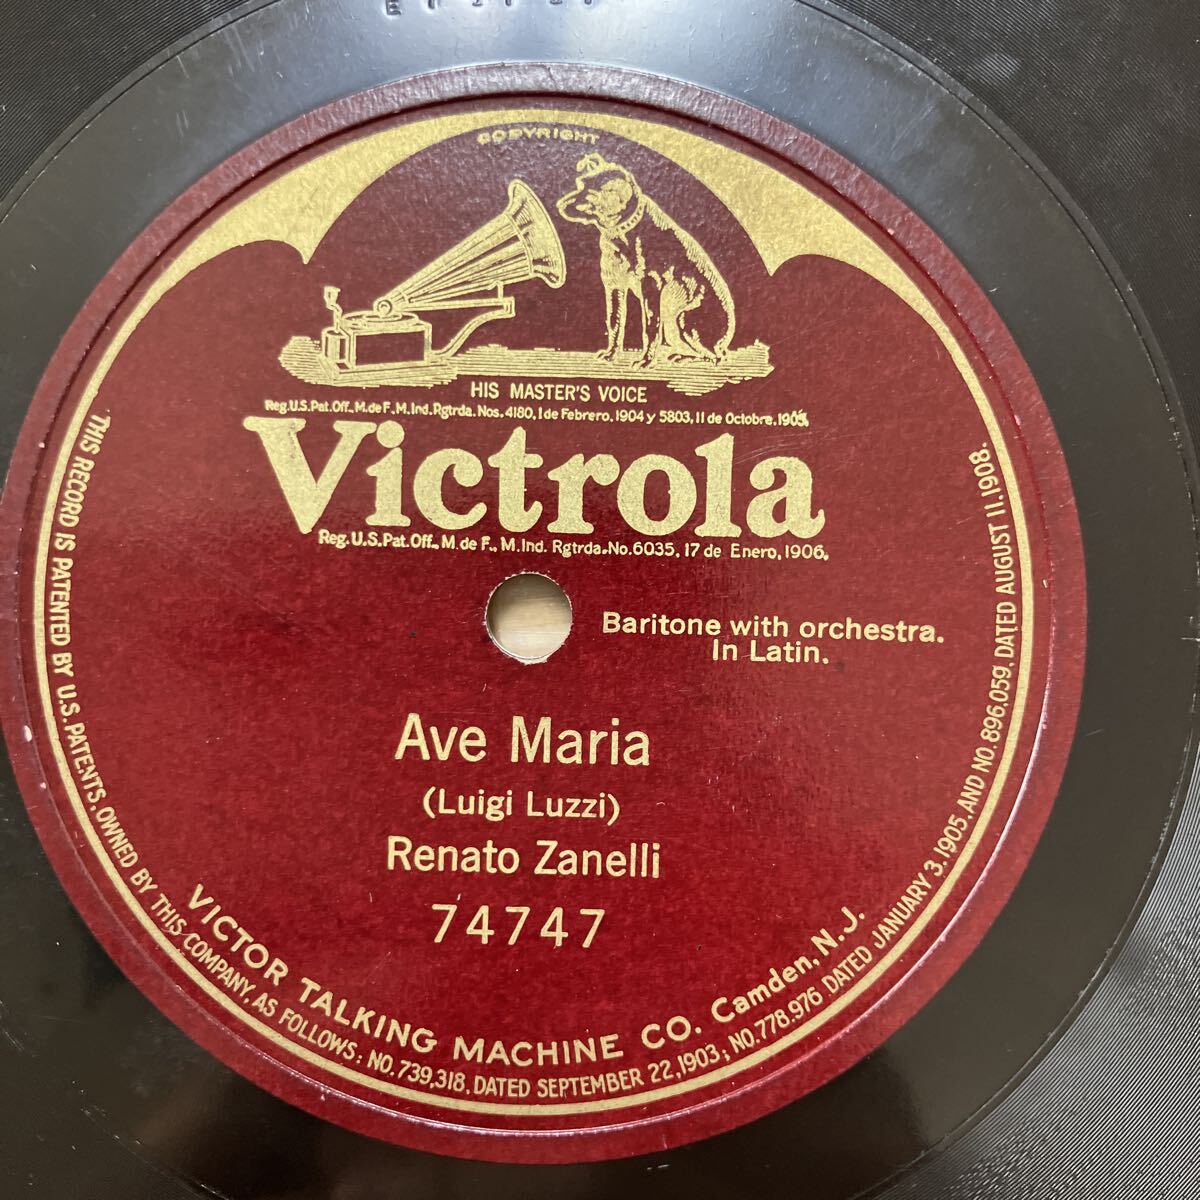 COPYRIGHT
HIS MASTER'S VOICE
Reg.U.S.Pat.Off., M.de F., M.Ind. Rgtrda. Nos. 4180, 1 de Febrero, 1904 y 5803, 11 de Octobre, 1905.
Victrola
Reg. U.S. Pat. Off., M. de F., M. Ind. Rgtrda. No. 6035, 17 de Enero, 1906.
Baritone with orchestra.
In Latin.
Ave Maria
(Luigi Luzzi)
Renato Zanelli
74747
VICTOR TALKING MACHINE CO. Camden, N. J.
THIS RECORD IS PATENTED BY U.S. PATENTS, OWNED BY THIS COMPANY, AS FOLLOWS: NO. 739,318, DATED SEPTEMBER 22, 1903; NO. 778,976 DATED JANUARY 3, 1905, AND NO. 896,059, DATED AUGUST 11, 1908.